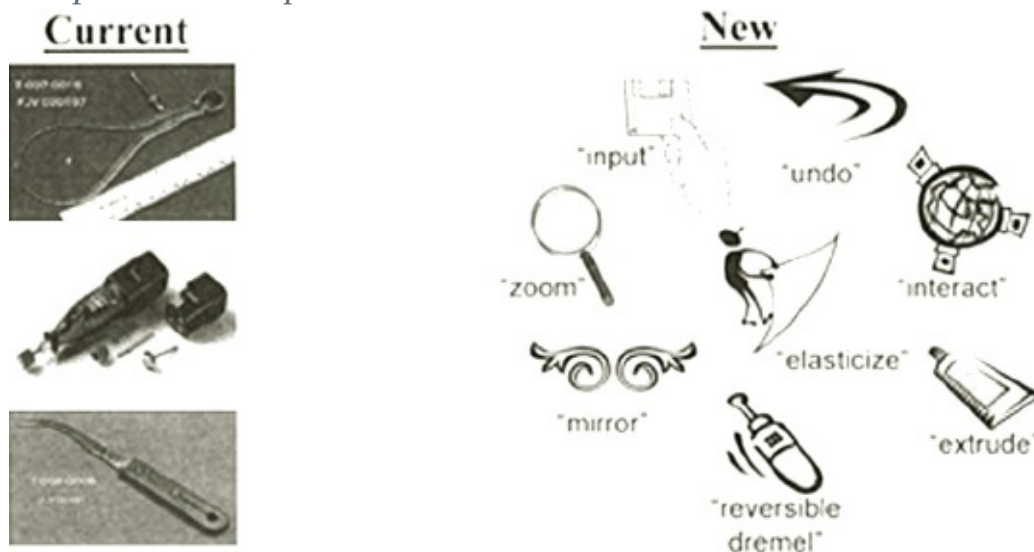 Current
New
"input"
"undo"
"zoom"
"interact"
"elasticize"
"mirror"
"extrude"
"reversible
dremel"